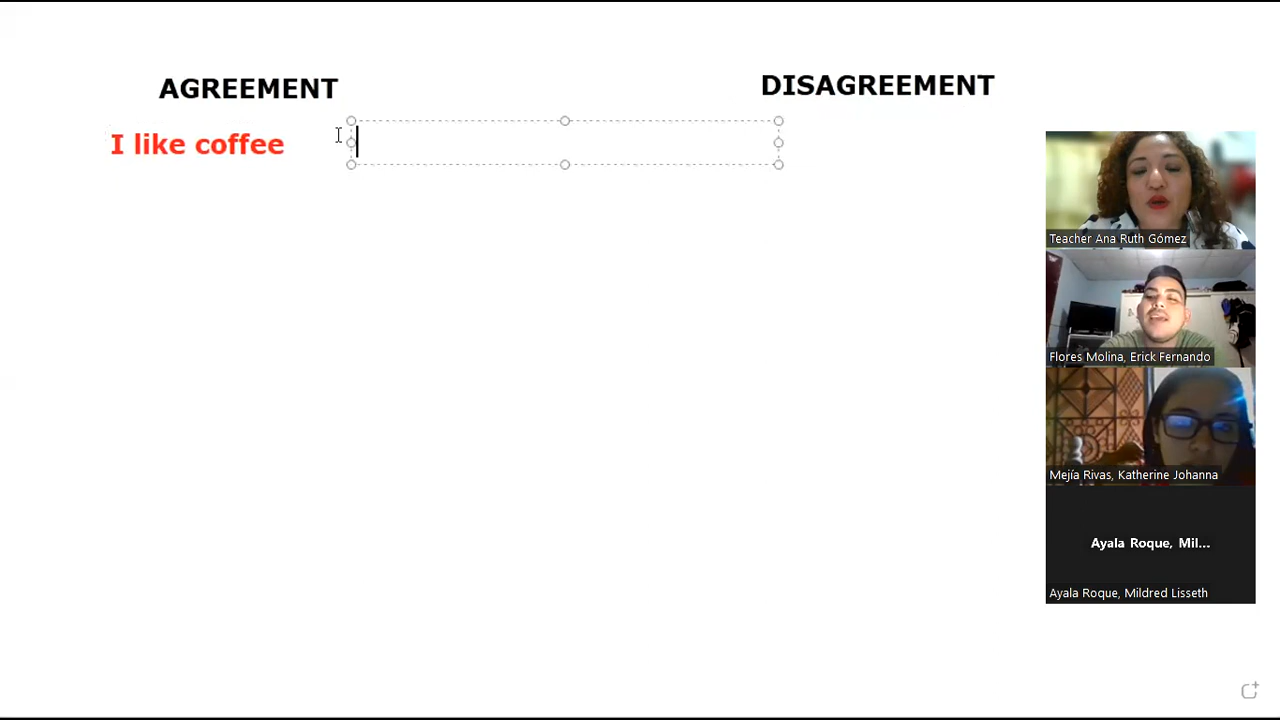 AGREEMENT
DISAGREEMENT
I like coffee
Teacher Ana Ruth Gómez
Flores Molina, Erick Fernando
Mejía Rivas, Katherine Johanna
Ayala Roque, Mil...
Ayala Roque, Mildred Lisseth